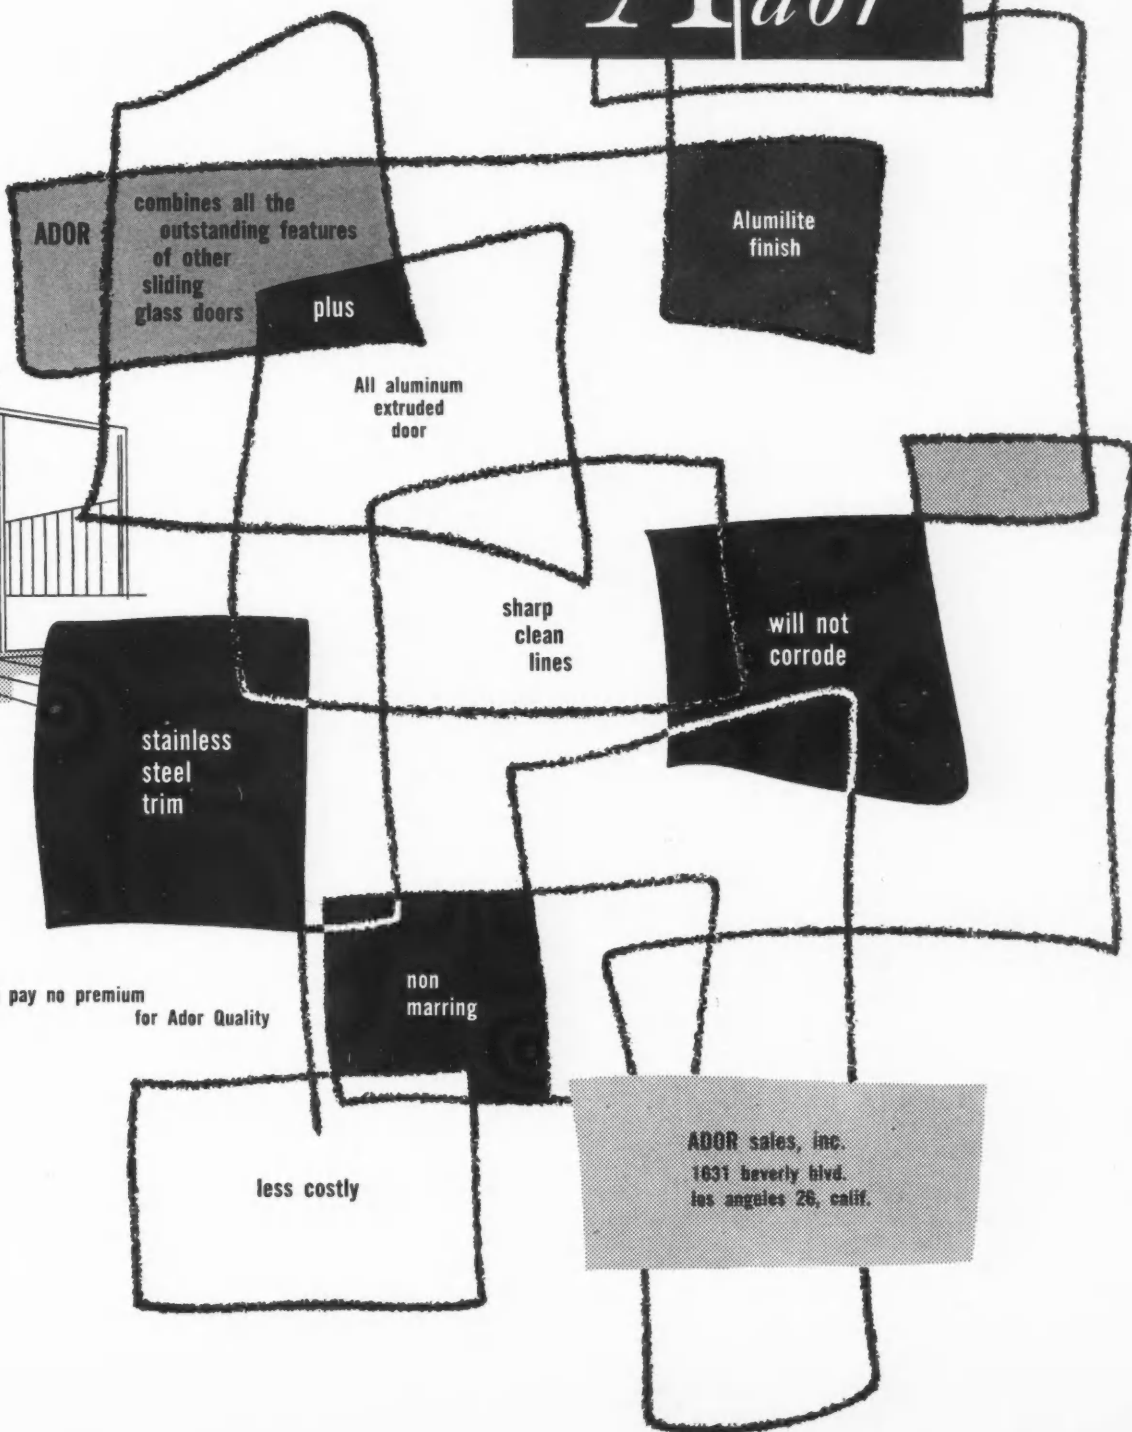 Ador
ADOR
combines all the
outstanding features
of other
sliding
glass doors
plus
Alumilite
finish
All aluminum
extruded
door
sharp
clean
lines
will not
corrode
stainless
steel
trim
non
marring
pay no premium
for Ador Quality
less costly
ADOR sales, inc.
1631 beverly blvd.
los angeles 26, calif.